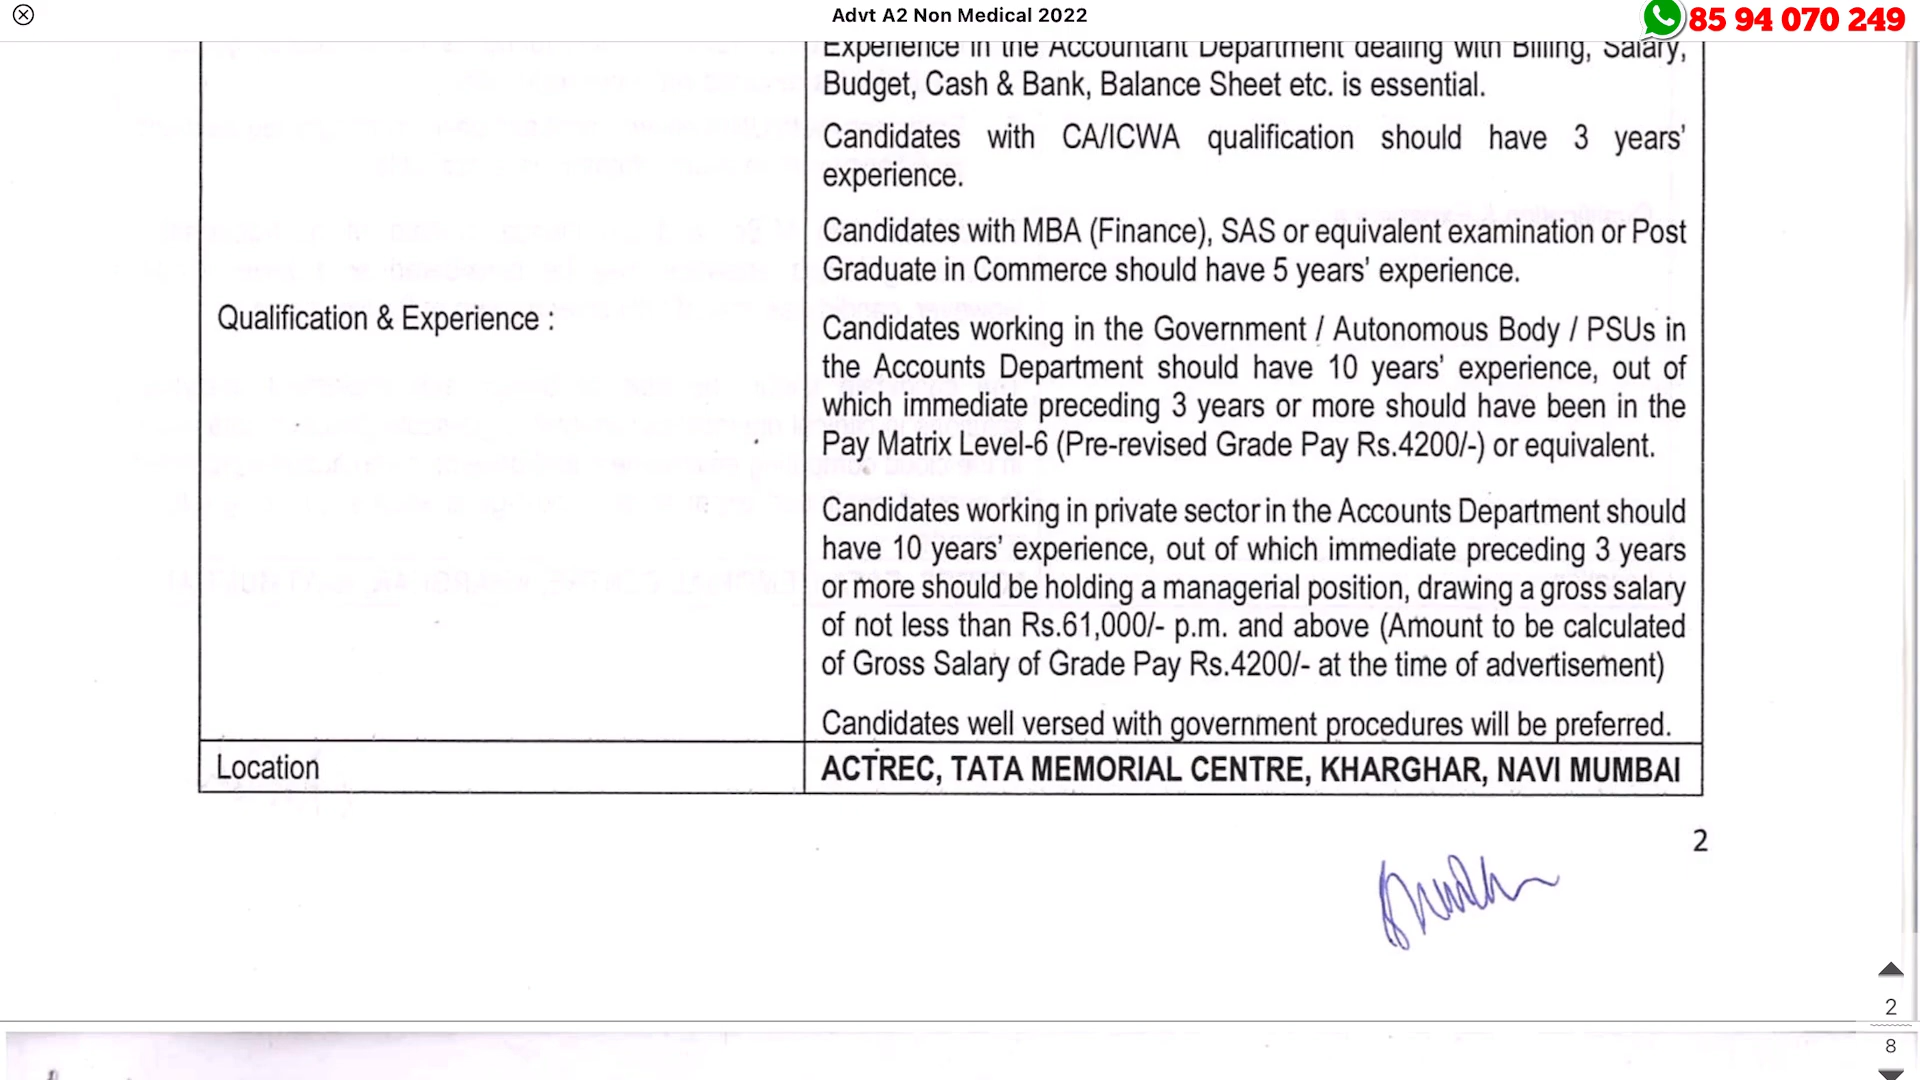 Advt A2 Non Medical 2022
85 94 070 249
Experience in the Accountant Department dealing with Billing, Salary,
Budget, Cash & Bank, Balance Sheet etc. is essential.
Candidates with CA/ICWA qualification should have 3 years'
experience.
Candidates with MBA (Finance), SAS or equivalent examination or Post
Graduate in Commerce should have 5 years' experience.
Qualification & Experience :
Candidates working in the Government / Autonomous Body / PSUs in
the Accounts Department should have 10 years' experience, out of
which immediate preceding 3 years or more should have been in the
Pay Matrix Level-6 (Pre-revised Grade Pay Rs.4200/-) or equivalent.
Candidates working in private sector in the Accounts Department should
have 10 years' experience, out of which immediate preceding 3 years
or more should be holding a managerial position, drawing a gross salary
of not less than Rs.61,000/- p.m. and above (Amount to be calculated
of Gross Salary of Grade Pay Rs.4200/- at the time of advertisement)
Candidates well versed with government procedures will be preferred.
Location
ACTREC, TATA MEMORIAL CENTRE, KHARGHAR, NAVI MUMBAI
2
2
8